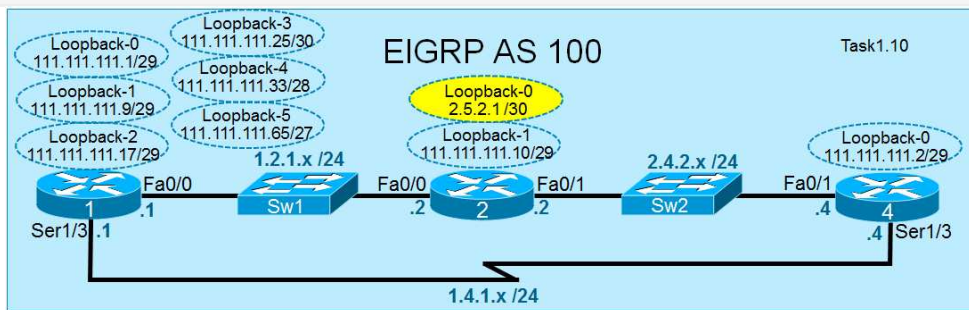 EIGRP AS 100
Task1.10
Loopback-0
111.111.111.1/29
Loopback-1
111.111.111.9/29
Loopback-2
111.111.111.17/29
Loopback-3
111.111.111.25/30
Loopback-4
111.111.111.33/28
Loopback-5
111.111.111.65/27
Loopback-0
2.5.2.1/30
Loopback-1
111.111.111.10/29
Loopback-0
111.111.111.2/29
1.2.1.x /24
2.4.2.x /24
1
Fa0/0
.1
Sw1
Fa0/0
.2
2
Fa0/1
.2
Sw2
Fa0/1
.4
4
Ser1/3
.1
.4
Ser1/3
1.4.1.x /24